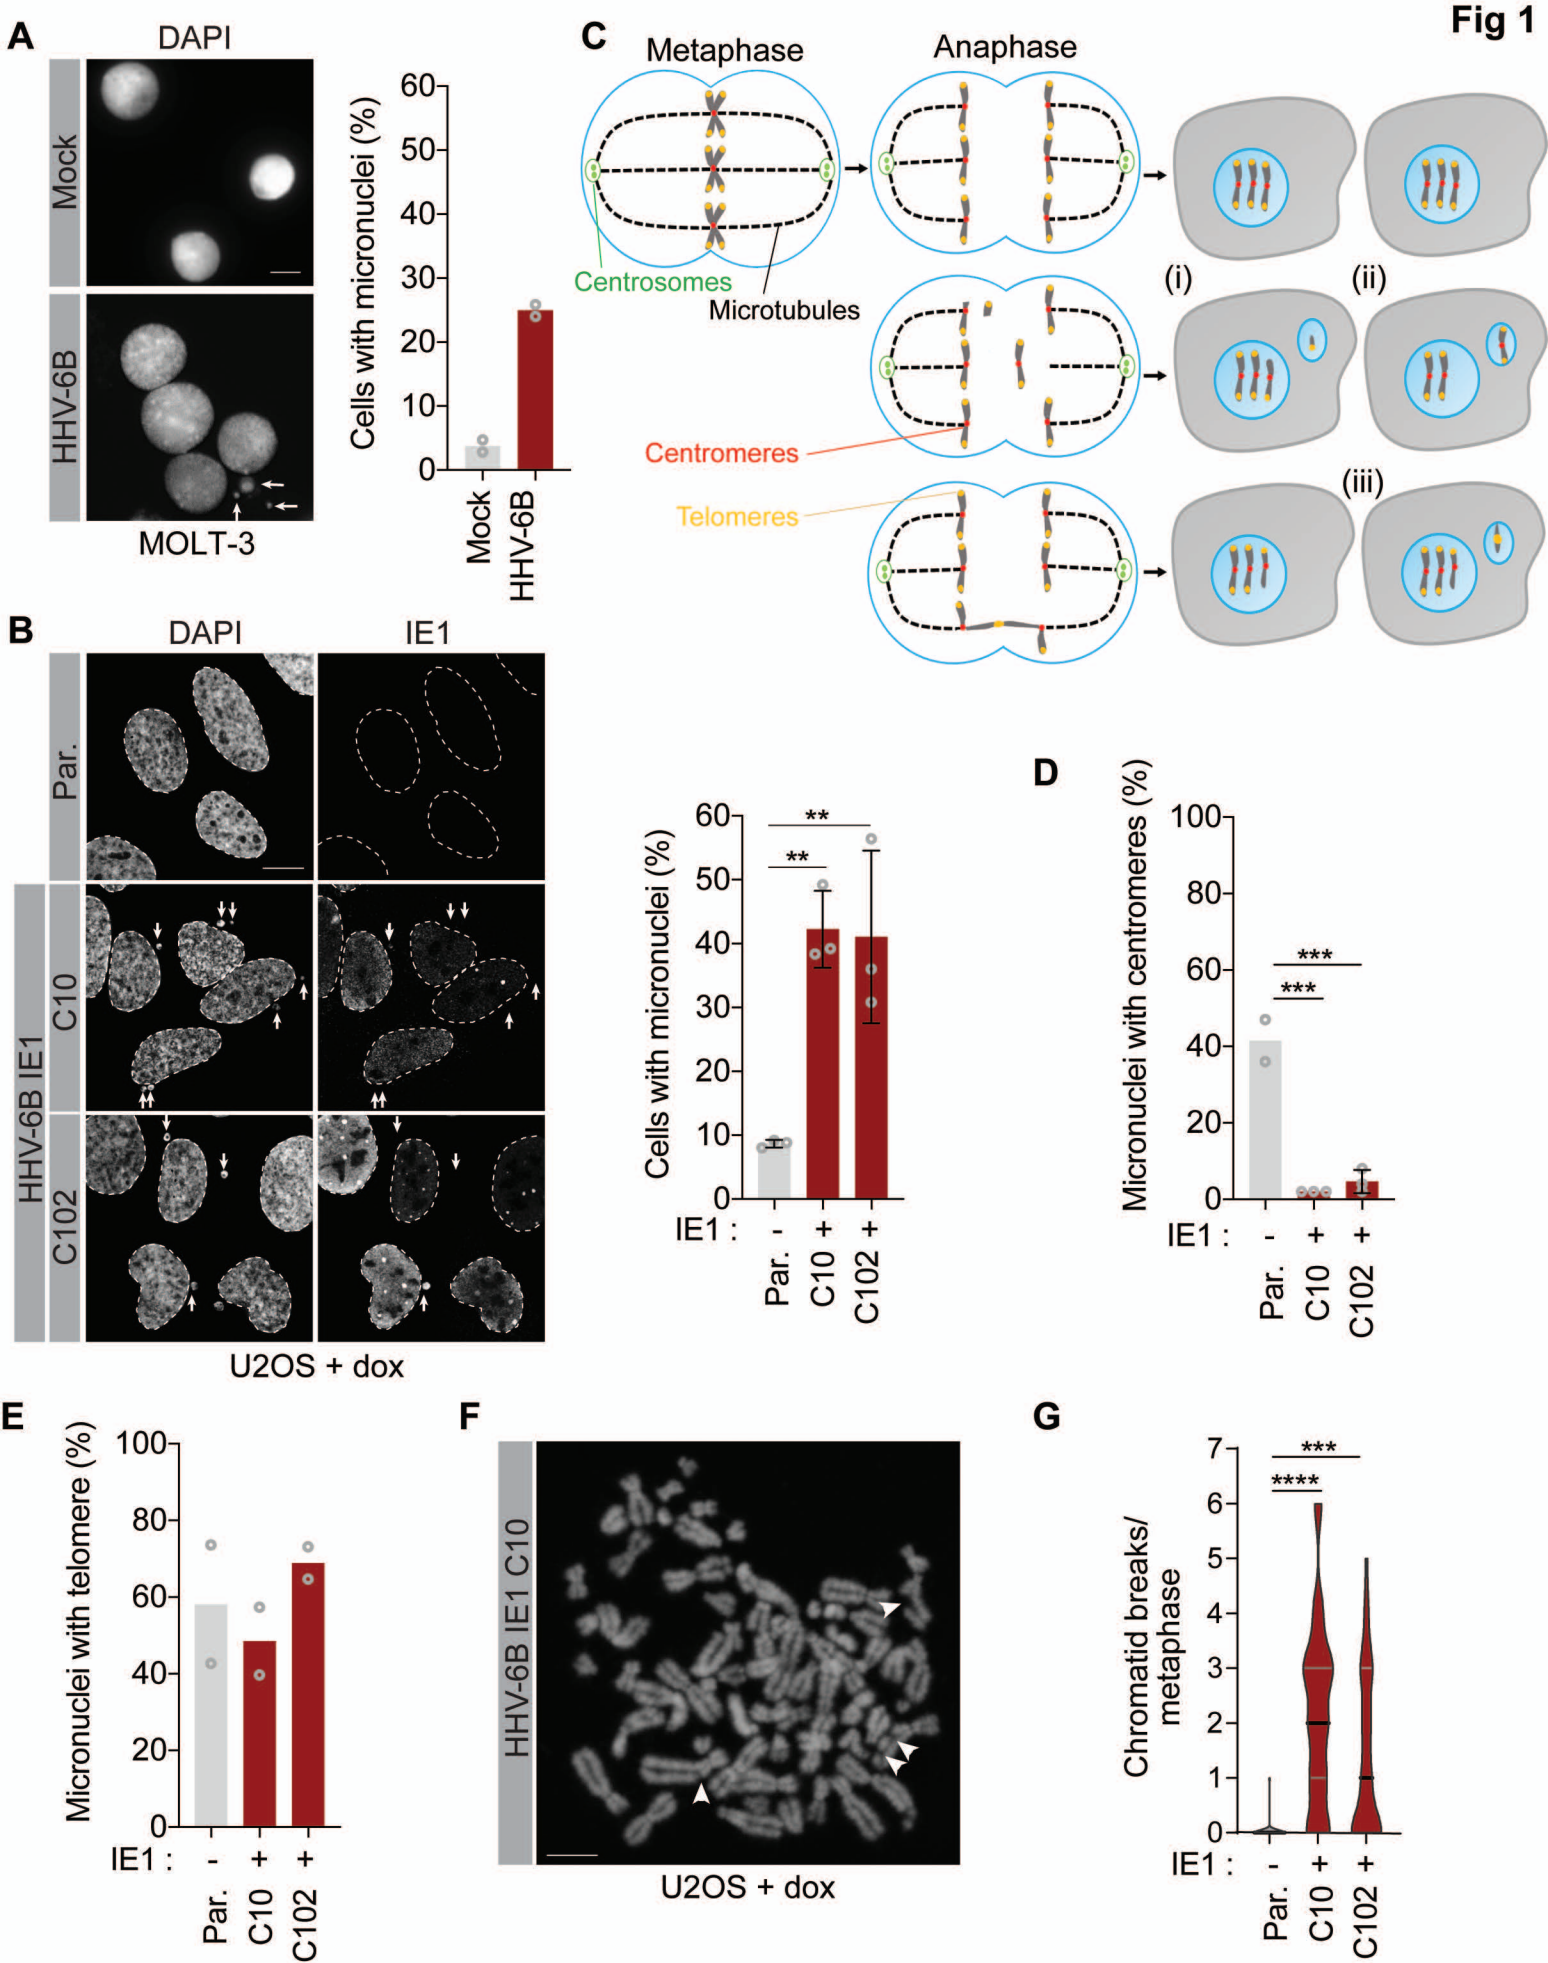 Fig 1
A
DAPI
Mock
HHV-6B
MOLT-3
Cells with micronuclei (%)
60
50
40
30
20
10
0
Mock
HHV-6B
C
Metaphase
Anaphase
Centrosomes
Microtubules
Centromeres
Telomeres
(i)
(ii)
(iii)
B
DAPI
IE1
Par.
C10
C102
HHV-6B IE1
U2OS + dox
Cells with micronuclei (%)
60
50
40
30
20
10
0
**
**
IE1 : - + +
Par.
C10
C102
D
Micronuclei with centromeres (%)
100
80
60
40
20
0
***
***
IE1 : - + +
Par.
C10
C102
E
Micronuclei with telomere (%)
100
80
60
40
20
0
IE1 : - + +
Par.
C10
C102
F
HHV-6B IE1 C10
U2OS + dox
G
Chromatid breaks/
metaphase
7
6
5
4
3
2
1
0
***
****
IE1 : - + +
Par.
C10
C102